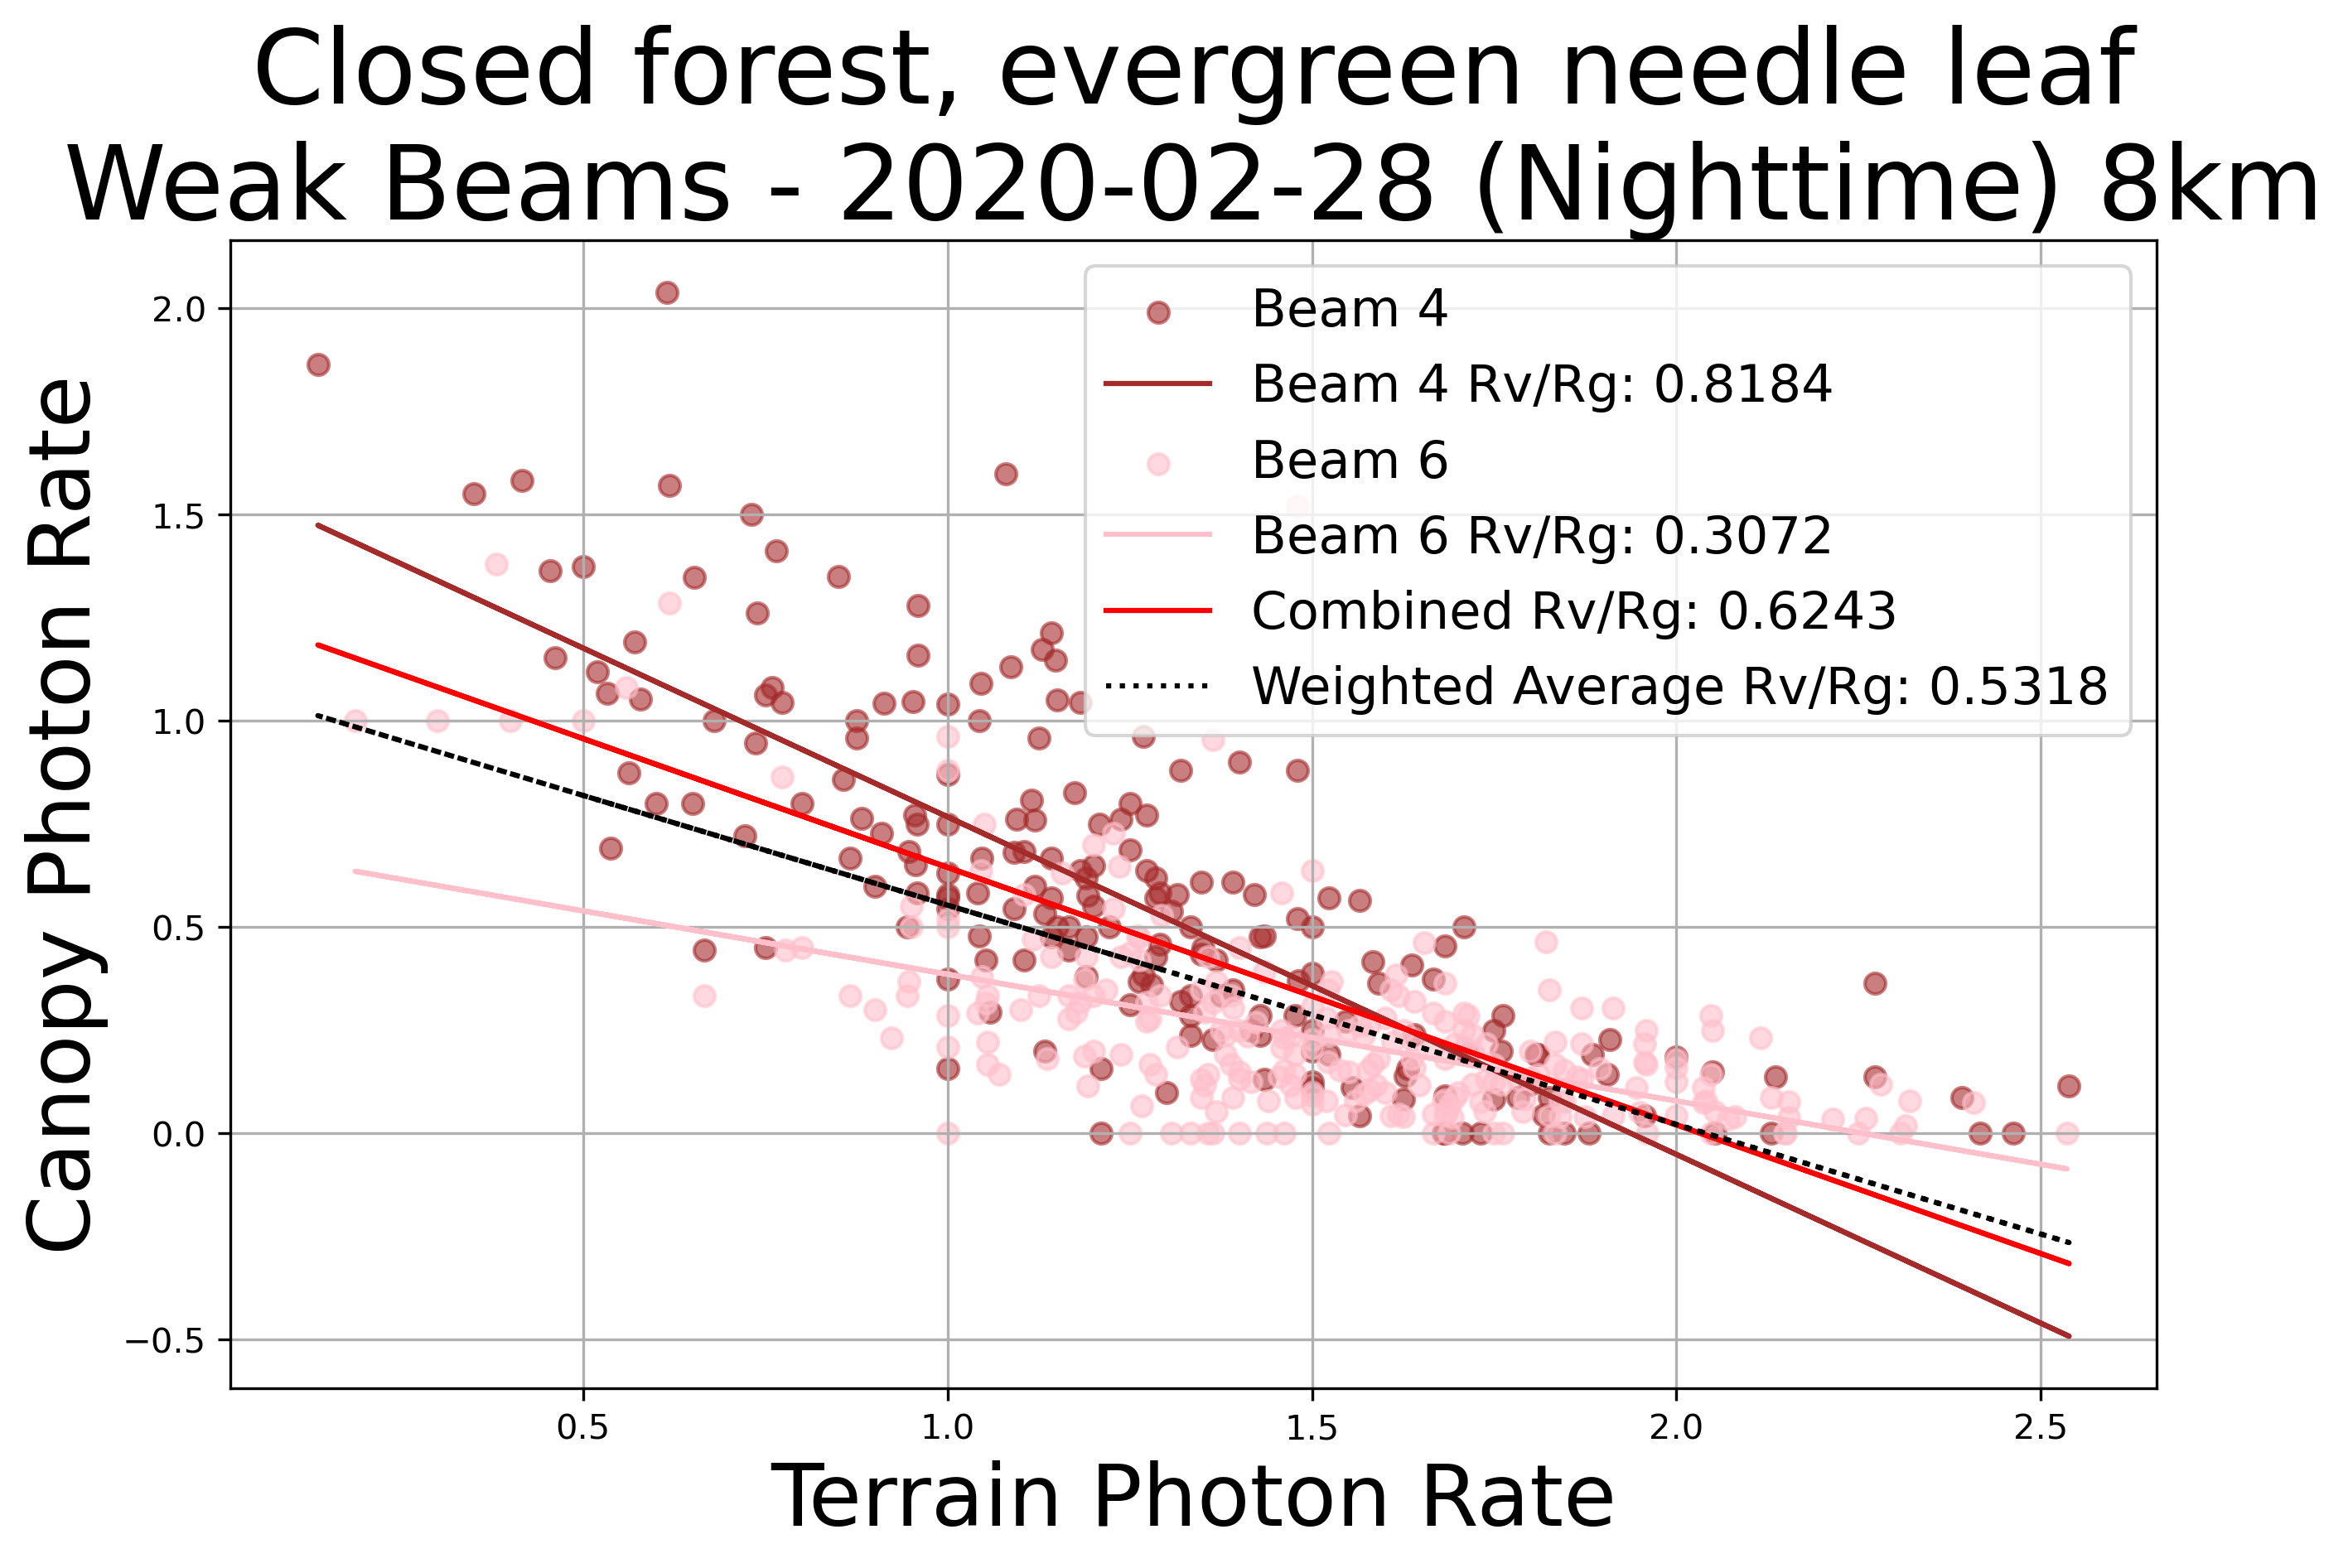 Closed forest, evergreen needle leaf
Weak Beams - 2020-02-28 (Nighttime) 8km
Canopy Photon Rate
2.0
1.5
1.0
0.5
0.0
−0.5
Beam 4
Beam 4 Rv/Rg: 0.8184
Beam 6
Beam 6 Rv/Rg: 0.3072
Combined Rv/Rg: 0.6243
Weighted Average Rv/Rg: 0.5318
0.5
1.0
1.5
2.0
2.5
Terrain Photon Rate